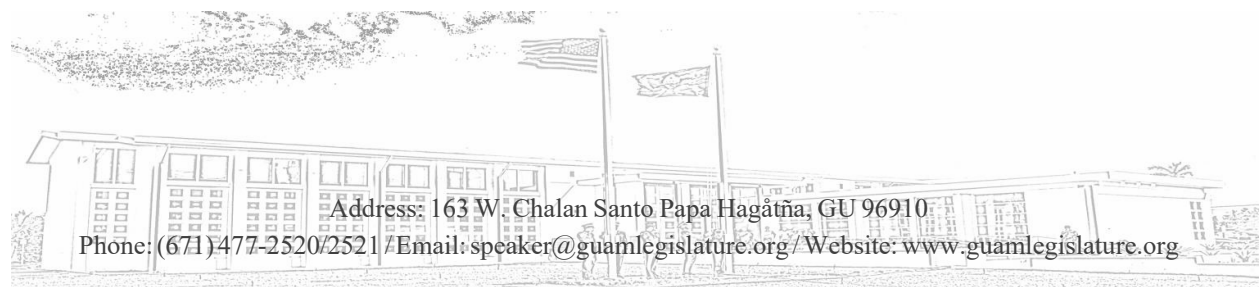 Address: 163 W. Chalan Santo Papa Hagåtña, GU 96910
Phone: (671) 477-2520/2521 / Email: speaker@guamlegislature.org / Website: www.guamlegislature.org